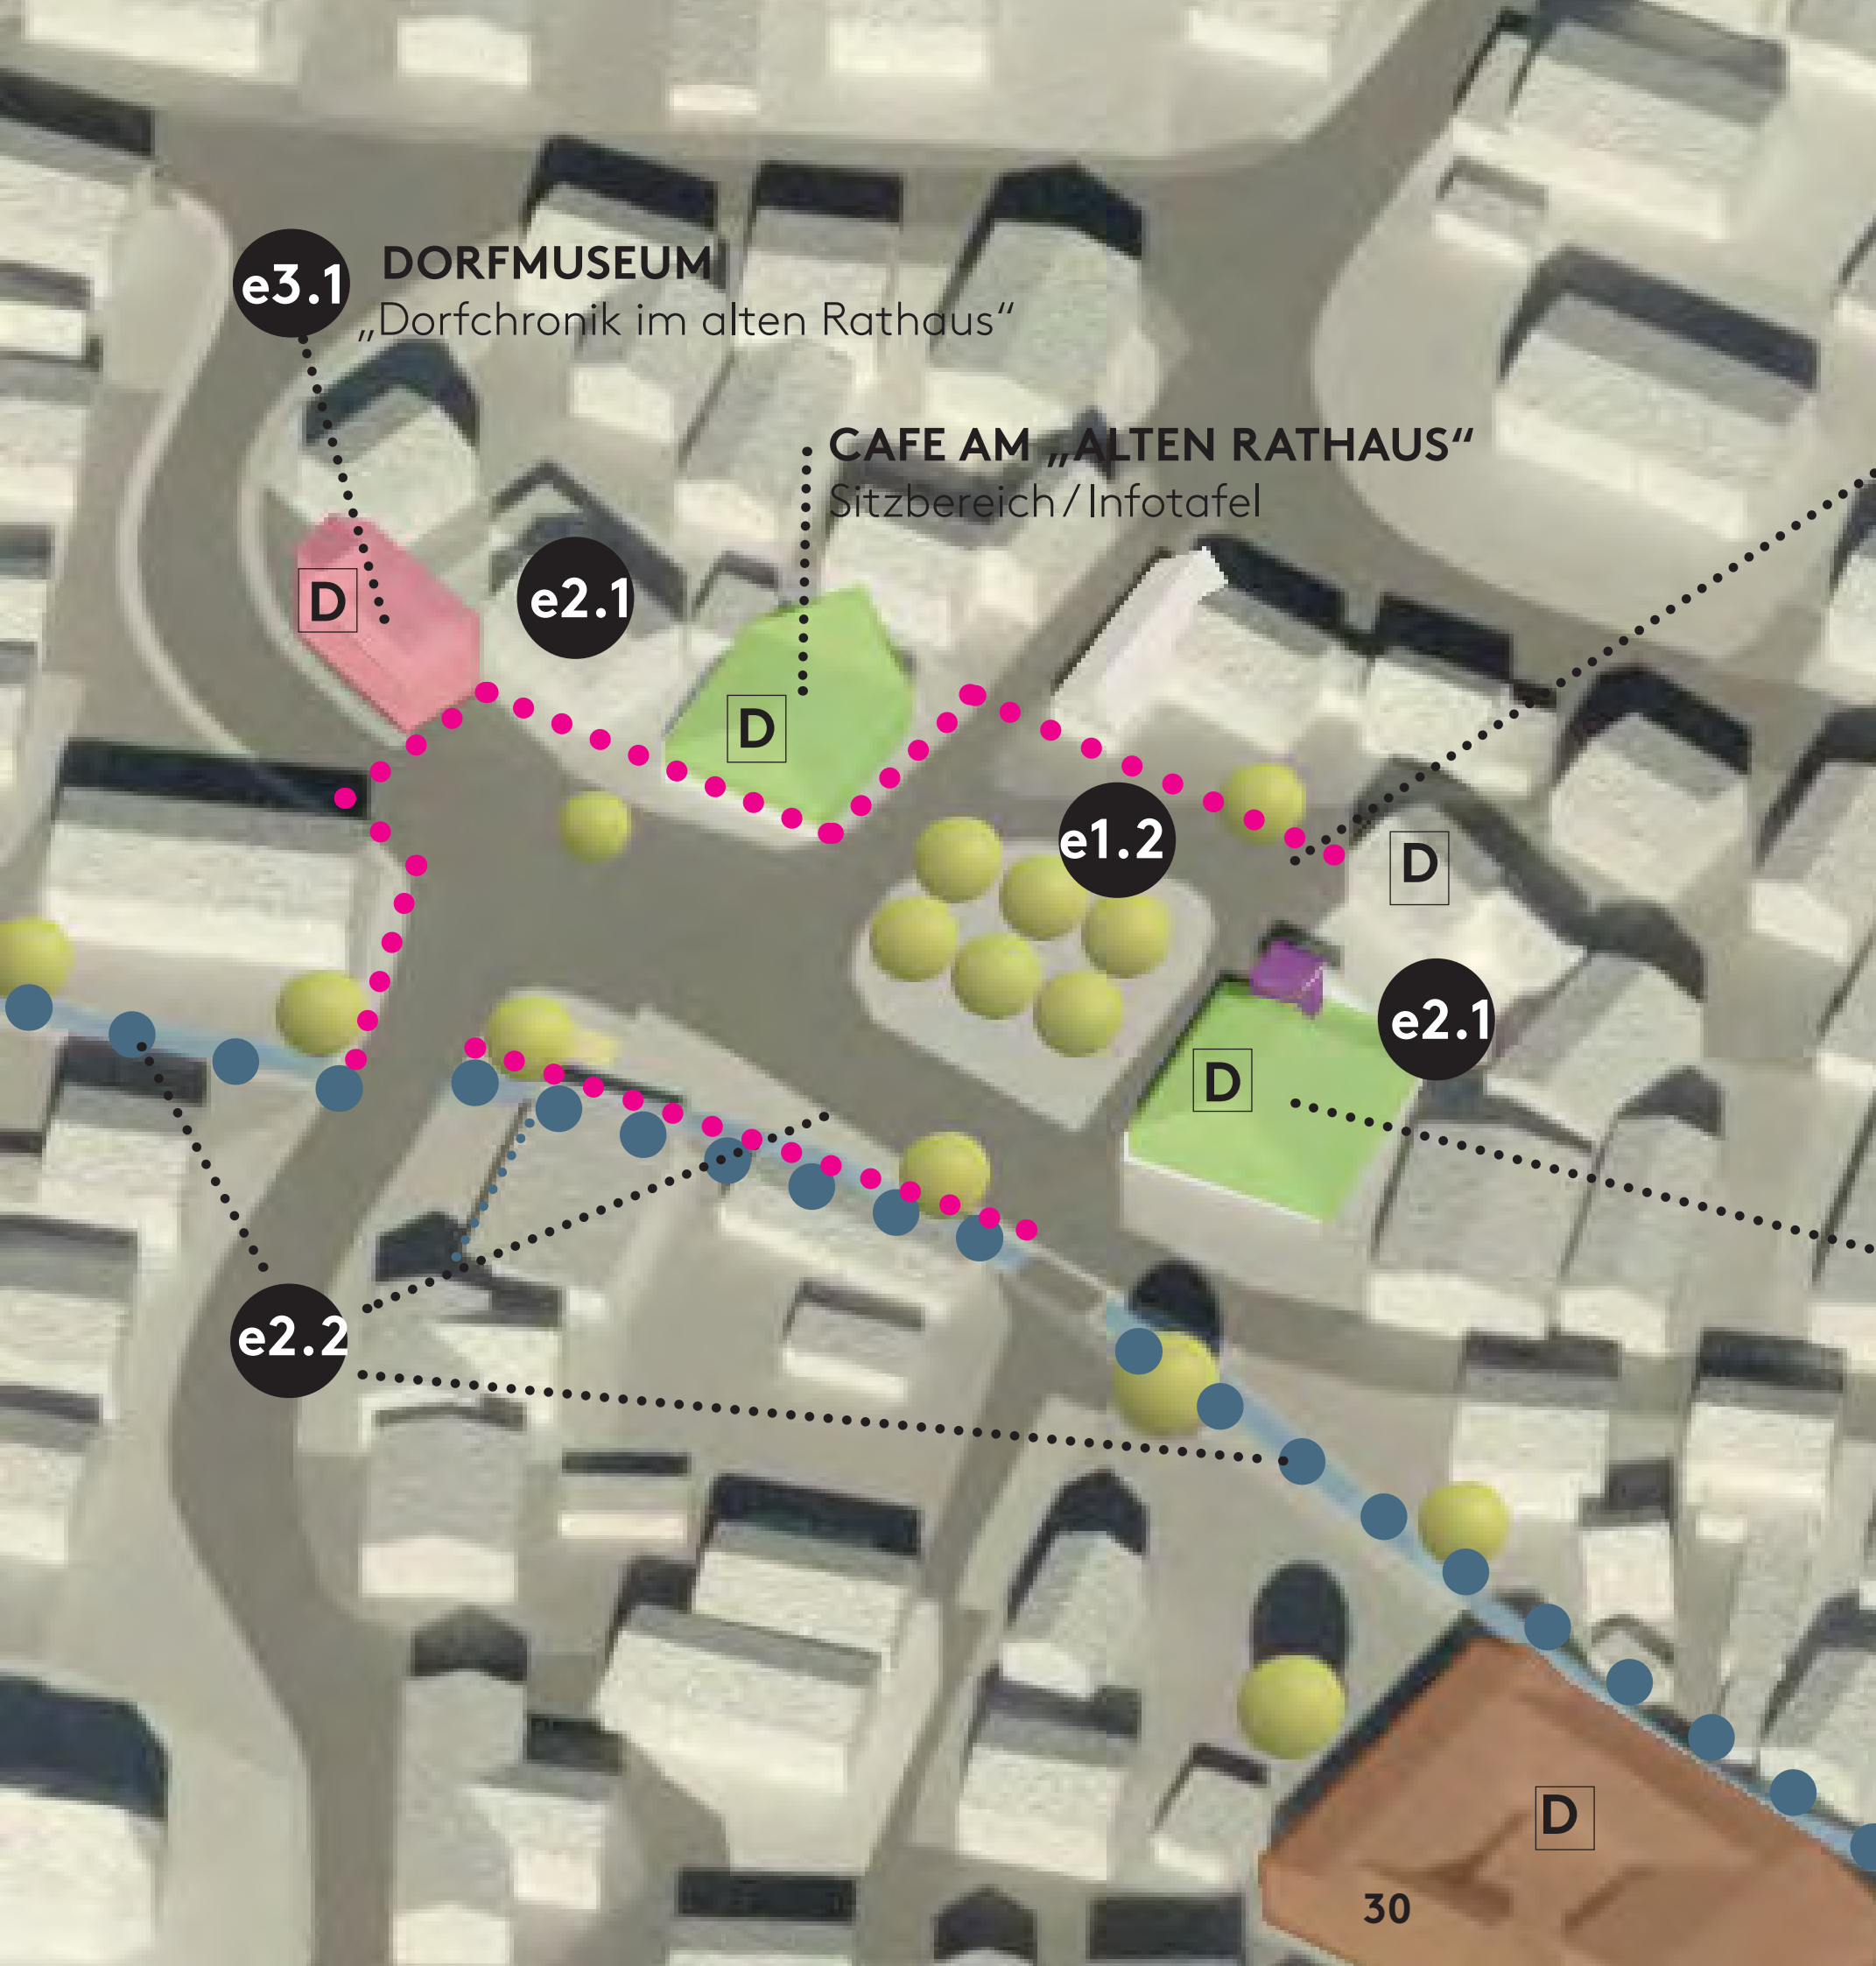 e3.1
DORFMUSEUM
„Dorfchronik im alten Rathaus“
CAFE AM „ALTEN RATHAUS“
Sitzbereich/Infotafel
D
e2.1
D
e1.2
D
e2.1
D
e2.2
D
30